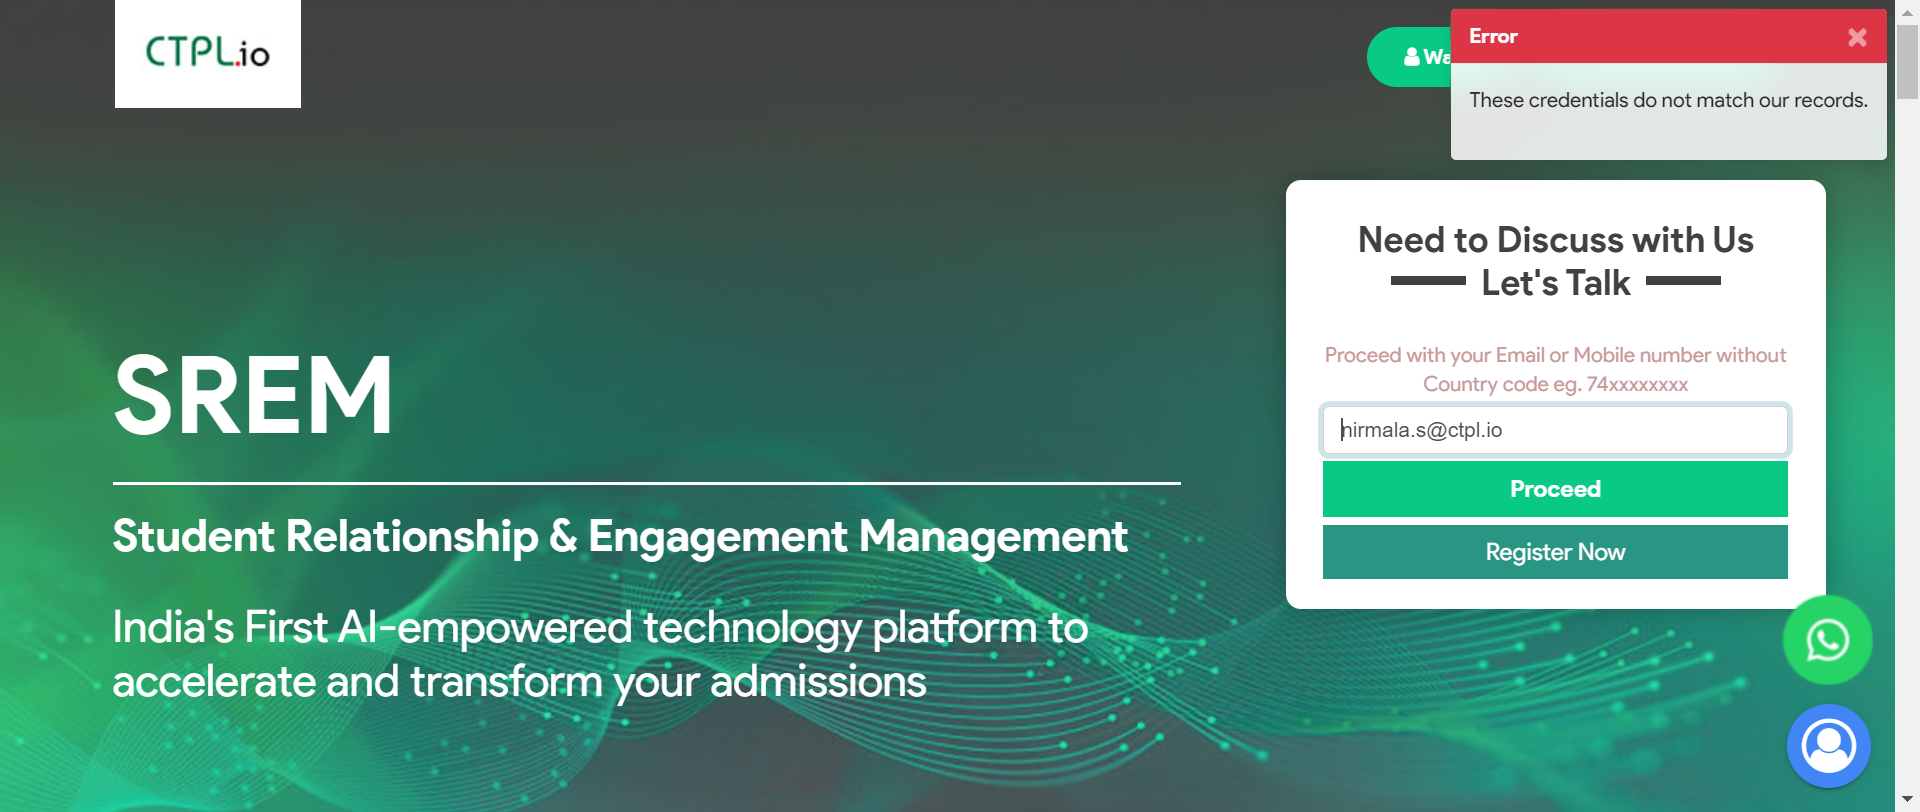 CTPL.io
Wa
Error
These credentials do not match our records.
Need to Discuss with Us
Let's Talk
Proceed with your Email or Mobile number without
Country code eg. 74xxxxxxxx
nirmala.s@ctpl.io
Proceed
Register Now
SREM
Student Relationship & Engagement Management
India's First AI-empowered technology platform to
accelerate and transform your admissions